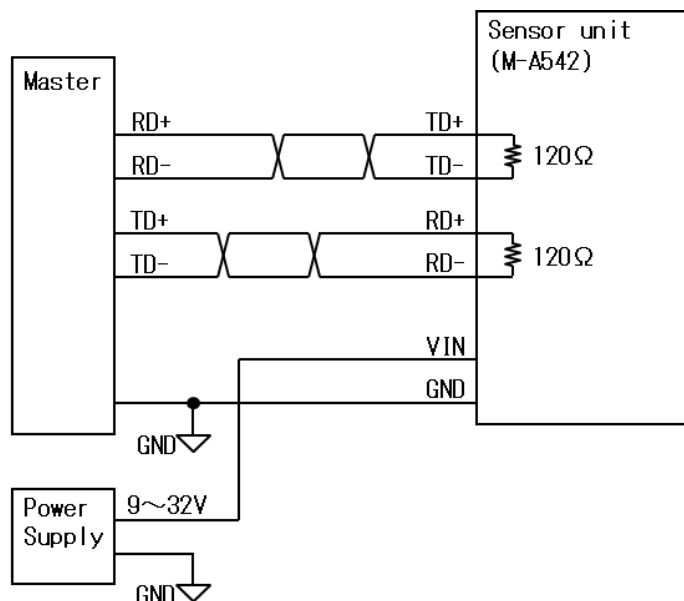 Sensor unit
(M-A542)
Master
RD+
TD+
RD-
TD-
120Ω
TD+
RD+
TD-
RD-
120Ω
VIN
GND
GND
Power
Supply
9～32V
GND